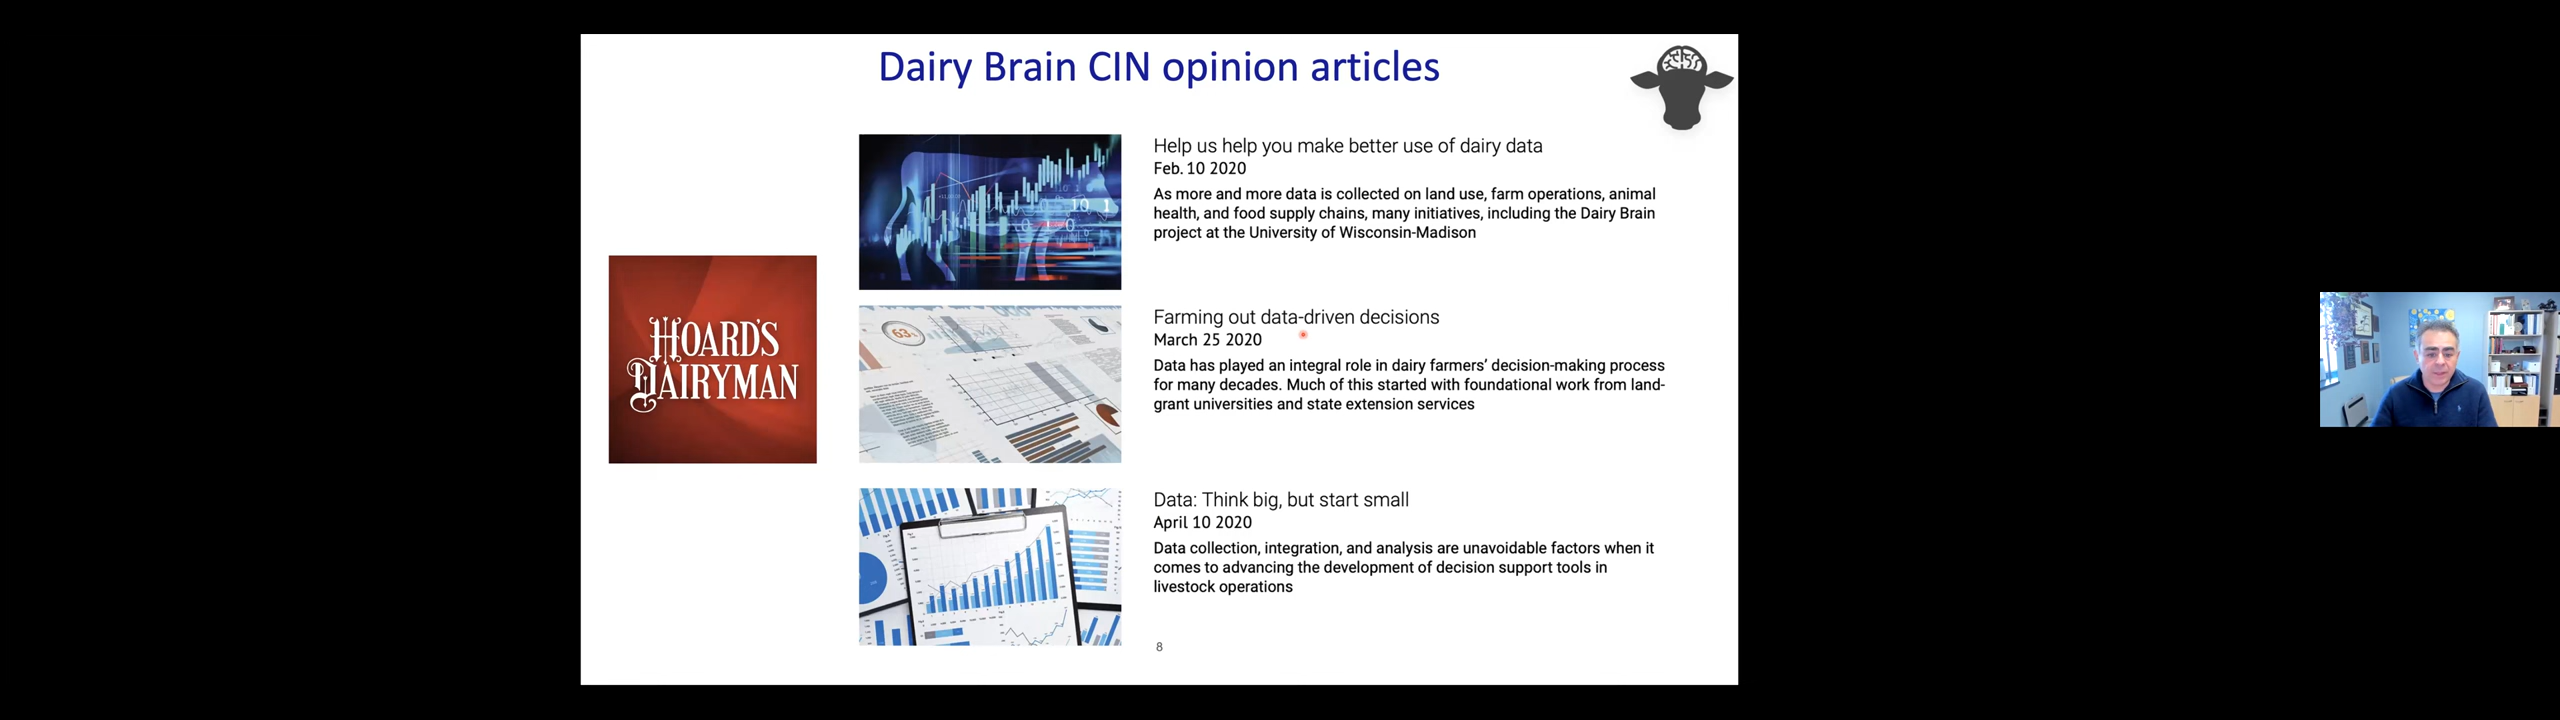 Dairy Brain CIN opinion articles
HOARD'S
DAIRYMAN
Help us help you make better use of dairy data
Feb. 10 2020
As more and more data is collected on land use, farm operations, animal
health, and food supply chains, many initiatives, including the Dairy Brain
project at the University of Wisconsin-Madison
63%
Farming out data-driven decisions
March 25 2020
Data has played an integral role in dairy farmers' decision-making process
for many decades. Much of this started with foundational work from land-
grant universities and state extension services
Data: Think big, but start small
April 10 2020
Data collection, integration, and analysis are unavoidable factors when it
comes to advancing the development of decision support tools in
livestock operations
8